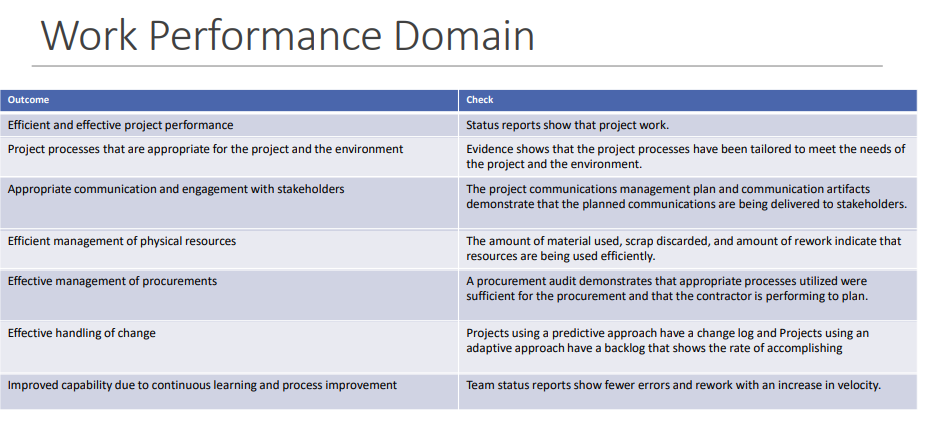 Work Performance Domain
Outcome
Check
Efficient and effective project performance
Status reports show that project work.
Project processes that are appropriate for the project and the environment
Evidence shows that the project processes have been tailored to meet the needs of
the project and the environment.
Appropriate communication and engagement with stakeholders
The project communications management plan and communication artifacts
demonstrate that the planned communications are being delivered to stakeholders.
Efficient management of physical resources
The amount of material used, scrap discarded, and amount of rework indicate that
resources are being used efficiently.
Effective management of procurements
A procurement audit demonstrates that appropriate processes utilized were
sufficient for the procurement and that the contractor is performing to plan.
Effective handling of change
Projects using a predictive approach have a change log and Projects using an
adaptive approach have a backlog that shows the rate of accomplishing
Improved capability due to continuous learning and process improvement
Team status reports show fewer errors and rework with an increase in velocity.